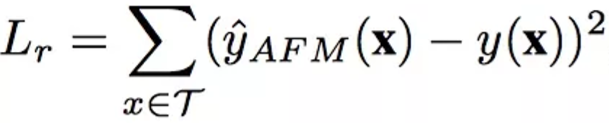 L_r = \sum_{x \in \mathcal{T}} (\hat{y}_{AFM}(\mathbf{x}) - y(\mathbf{x}))^2